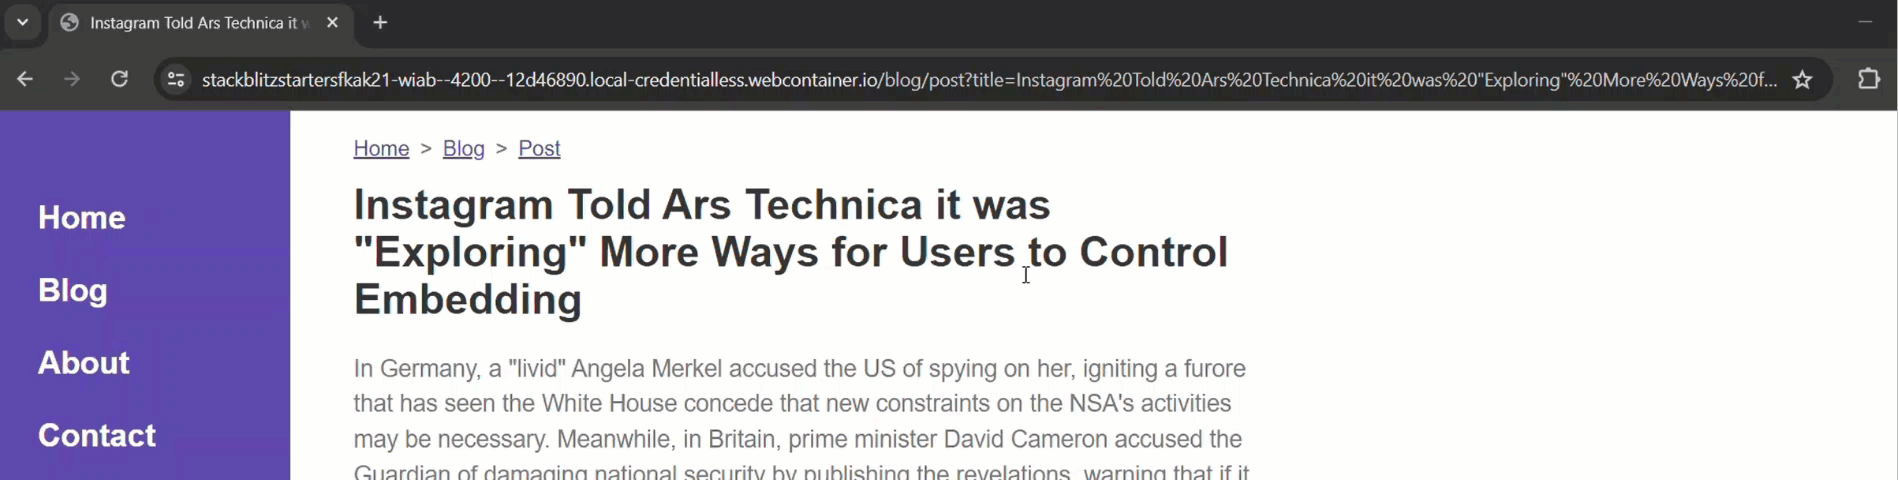 Instagram Told Ars Technica it w
stackblitzstartersfkak21-wiab--4200--12d46890.local-credentialless.webcontainer.io/blog/post?title=Instagram%20Told%20Ars%20Technica%20it%20was%20"Exploring"%20More%20Ways%20f...
Home
Blog
About
Contact
Home > Blog > Post
Instagram Told Ars Technica it was
"Exploring" More Ways for Users to Control
Embedding
In Germany, a "livid" Angela Merkel accused the US of spying on her, igniting a furore
that has seen the White House concede that new constraints on the NSA's activities
may be necessary. Meanwhile, in Britain, prime minister David Cameron accused the
Guardian of damaging national security by publishing the revelations, warning that if it